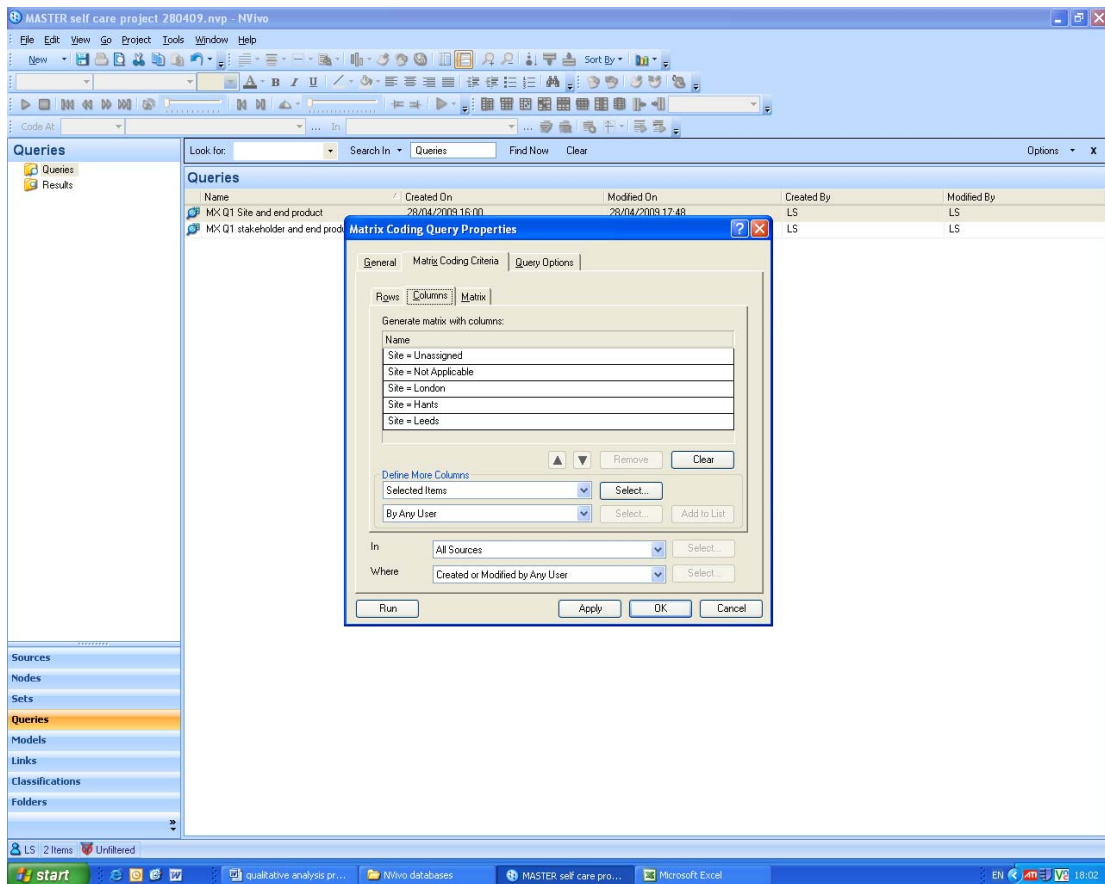 MASTER self care project 280409.nvp - NVivo
File Edit View Go Project Tools Window Help
New Sort By
A B I U
Code At In
Queries
Look for: Search In Queries Find Now Clear Options x
Queries
Results
Queries
Name Created On Modified On Created By Modified By
MX Q1 Site and end product 28/04/2009 16:00 28/04/2009 17:48 LS LS
MX Q1 stakeholder and end produ LS LS
Matrix Coding Query Properties
General Matrix Coding Criteria Query Options
Rows Columns Matrix
Generate matrix with columns:
Name
Site = Unassigned
Site = Not Applicable
Site = London
Site = Hants
Site = Leeds
Remove Clear
Define More Columns
Selected Items Select...
By Any User Select... Add to List
In All Sources Select...
Where Created or Modified by Any User Select...
Run Apply OK Cancel
Sources
Nodes
Sets
Queries
Models
Links
Classifications
Folders
LS 2 Items Unfiltered
start qualitative analysis pr... NVivo databases MASTER self care pro... Microsoft Excel EN 18:02